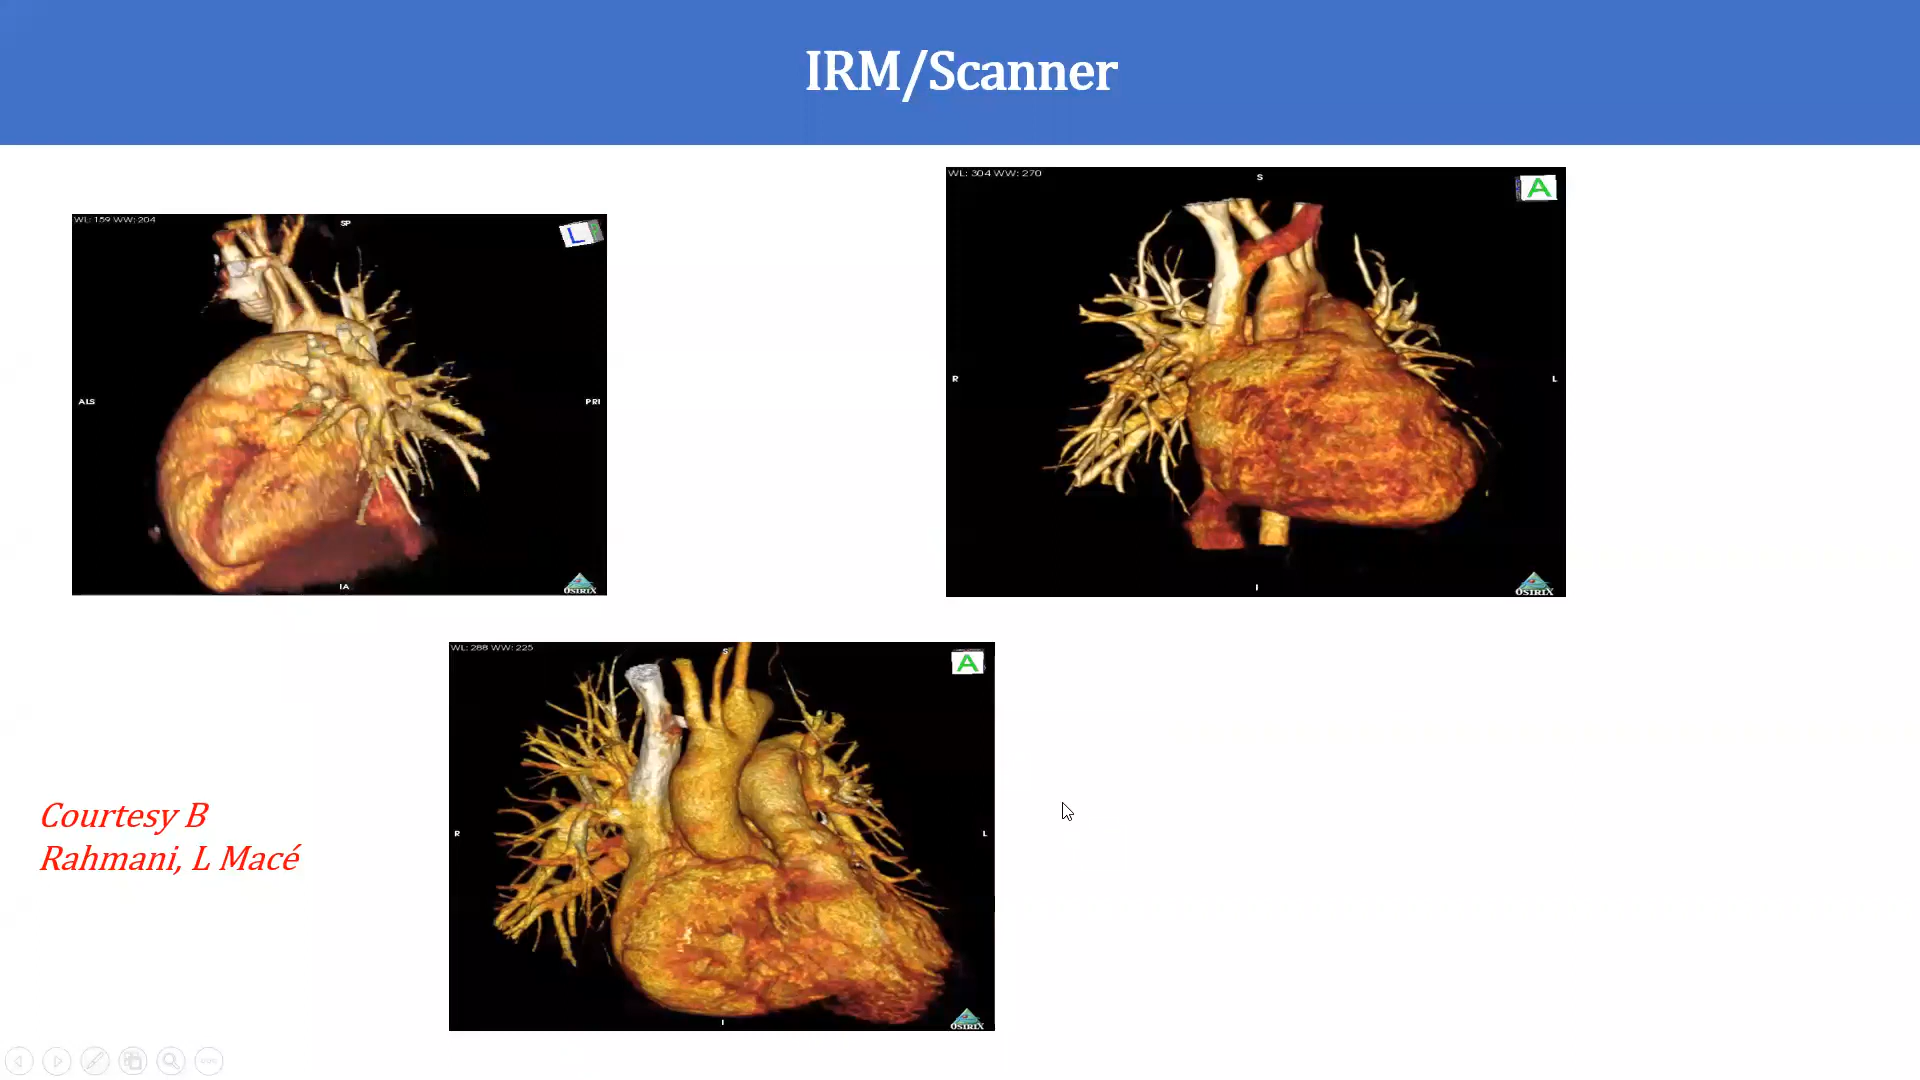 IRM/Scanner
WL: 159 WW: 204
SP
L
ALS
PRI
IA
OSIRIX
WL: 304 WW: 270
S
A
R
L
I
OSIRIX
WL: 288 WW: 225
S
A
R
L
I
OSIRIX
Courtesy B
Rahmani, L Macé